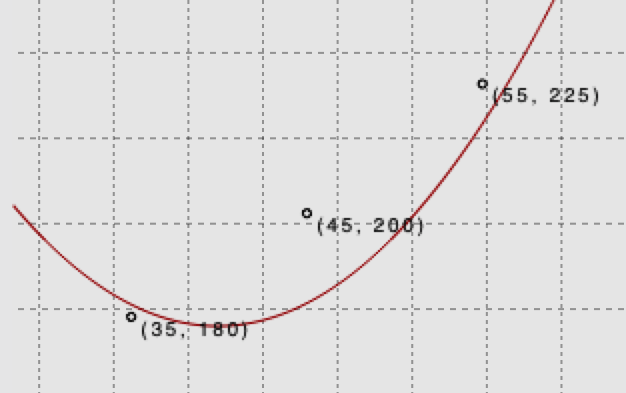 (55, 225)
(45, 200)
(35, 180)